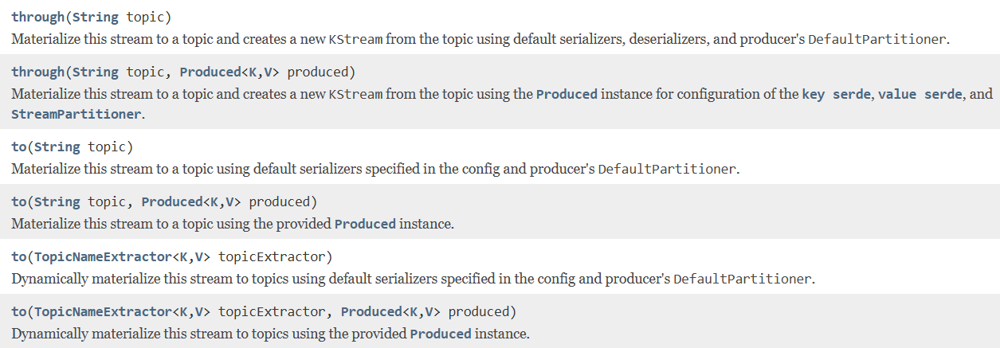 through(String topic)
Materialize this stream to a topic and creates a new KStream from the topic using default serializers, deserializers, and producer's DefaultPartitioner.
through(String topic, Produced<K,V> produced)
Materialize this stream to a topic and creates a new KStream from the topic using the Produced instance for configuration of the key serde, value serde, and
StreamPartitioner.
to(String topic)
Materialize this stream to a topic using default serializers specified in the config and producer's DefaultPartitioner.
to(String topic, Produced<K,V> produced)
Materialize this stream to a topic using the provided Produced instance.
to(TopicNameExtractor<K,V> topicExtractor)
Dynamically materialize this stream to topics using default serializers specified in the config and producer's DefaultPartitioner.
to(TopicNameExtractor<K,V> topicExtractor, Produced<K,V> produced)
Dynamically materialize this stream to topics using the provided Produced instance.